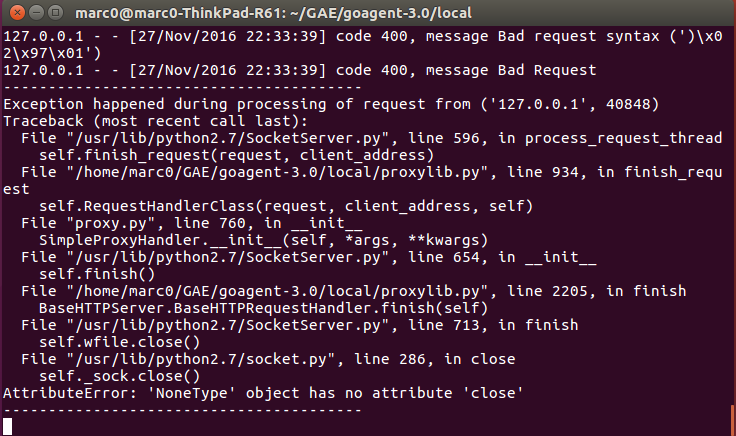 marc0@marc0-ThinkPad-R61: ~/GAE/goagent-3.0/local
127.0.0.1 - - [27/Nov/2016 22:33:39] code 400, message Bad request syntax (')\x0
2\x97\x01')
127.0.0.1 - - [27/Nov/2016 22:33:39] code 400, message Bad Request
----------------------------------------
Exception happened during processing of request from ('127.0.0.1', 40848)
Traceback (most recent call last):
  File "/usr/lib/python2.7/SocketServer.py", line 596, in process_request_thread
    self.finish_request(request, client_address)
  File "/home/marc0/GAE/goagent-3.0/local/proxylib.py", line 934, in finish_requ
est
    self.RequestHandlerClass(request, client_address, self)
  File "proxy.py", line 760, in __init__
    SimpleProxyHandler.__init__(self, *args, **kwargs)
  File "/usr/lib/python2.7/SocketServer.py", line 654, in __init__
    self.finish()
  File "/home/marc0/GAE/goagent-3.0/local/proxylib.py", line 2205, in finish
    BaseHTTPServer.BaseHTTPRequestHandler.finish(self)
  File "/usr/lib/python2.7/SocketServer.py", line 713, in finish
    self.wfile.close()
  File "/usr/lib/python2.7/socket.py", line 286, in close
    self._sock.close()
AttributeError: 'NoneType' object has no attribute 'close'
----------------------------------------